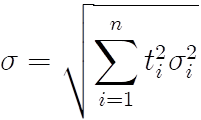 σ = √(∑_{i=1}^{n} t_i^2 σ_i^2)